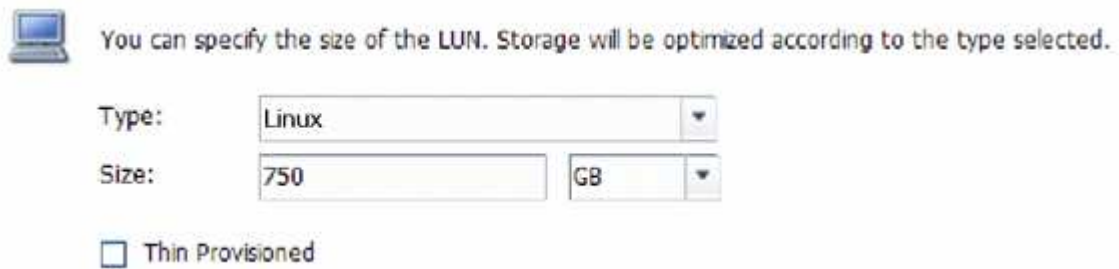 You can specify the size of the LUN. Storage will be optimized according to the type selected.
Type: Linux
Size: 750 GB
Thin Provisioned